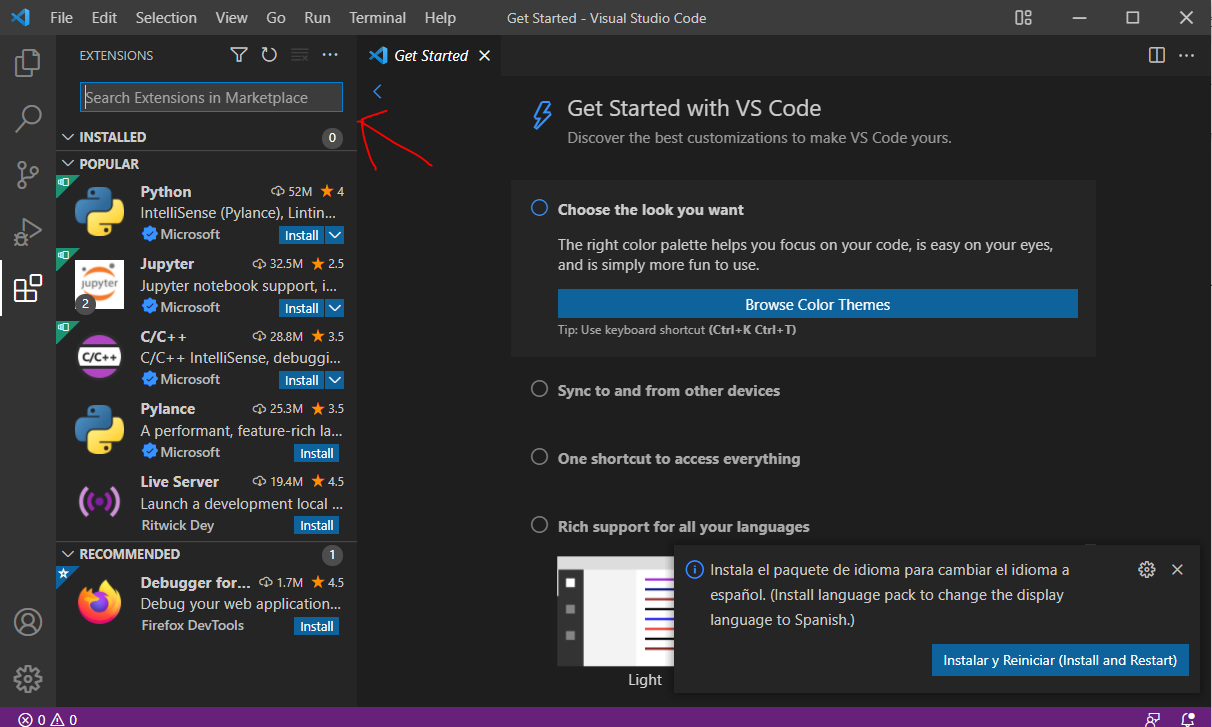 File Edit Selection View Go Run Terminal Help
Get Started - Visual Studio Code
EXTENSIONS
Search Extensions in Marketplace
INSTALLED
0
POPULAR
Python
52M
4
IntelliSense (Pylance), Lintin...
Microsoft
Install
Jupyter
32.5M
2.5
jupyter
2
Jupyter notebook support, i...
Microsoft
Install
C/C++
28.8M
3.5
C/C++
C/C++ IntelliSense, debuggi...
Microsoft
Install
Pylance
25.3M
3.5
A performant, feature-rich la...
Microsoft
Install
Live Server
19.4M
4.5
Launch a development local ...
Ritwick Dey
Install
RECOMMENDED
1
Debugger for...
1.7M
4.5
Debug your web application...
Firefox DevTools
Install
0
0
Get Started
Get Started with VS Code
Discover the best customizations to make VS Code yours.
Choose the look you want
The right color palette helps you focus on your code, is easy on your eyes,
and is simply more fun to use.
Browse Color Themes
Tip: Use keyboard shortcut (Ctrl+K Ctrl+T)
Sync to and from other devices
One shortcut to access everything
Rich support for all your languages
Light
Instala el paquete de idioma para cambiar el idioma a
español. (Install language pack to change the display
language to Spanish.)
Instalar y Reiniciar (Install and Restart)